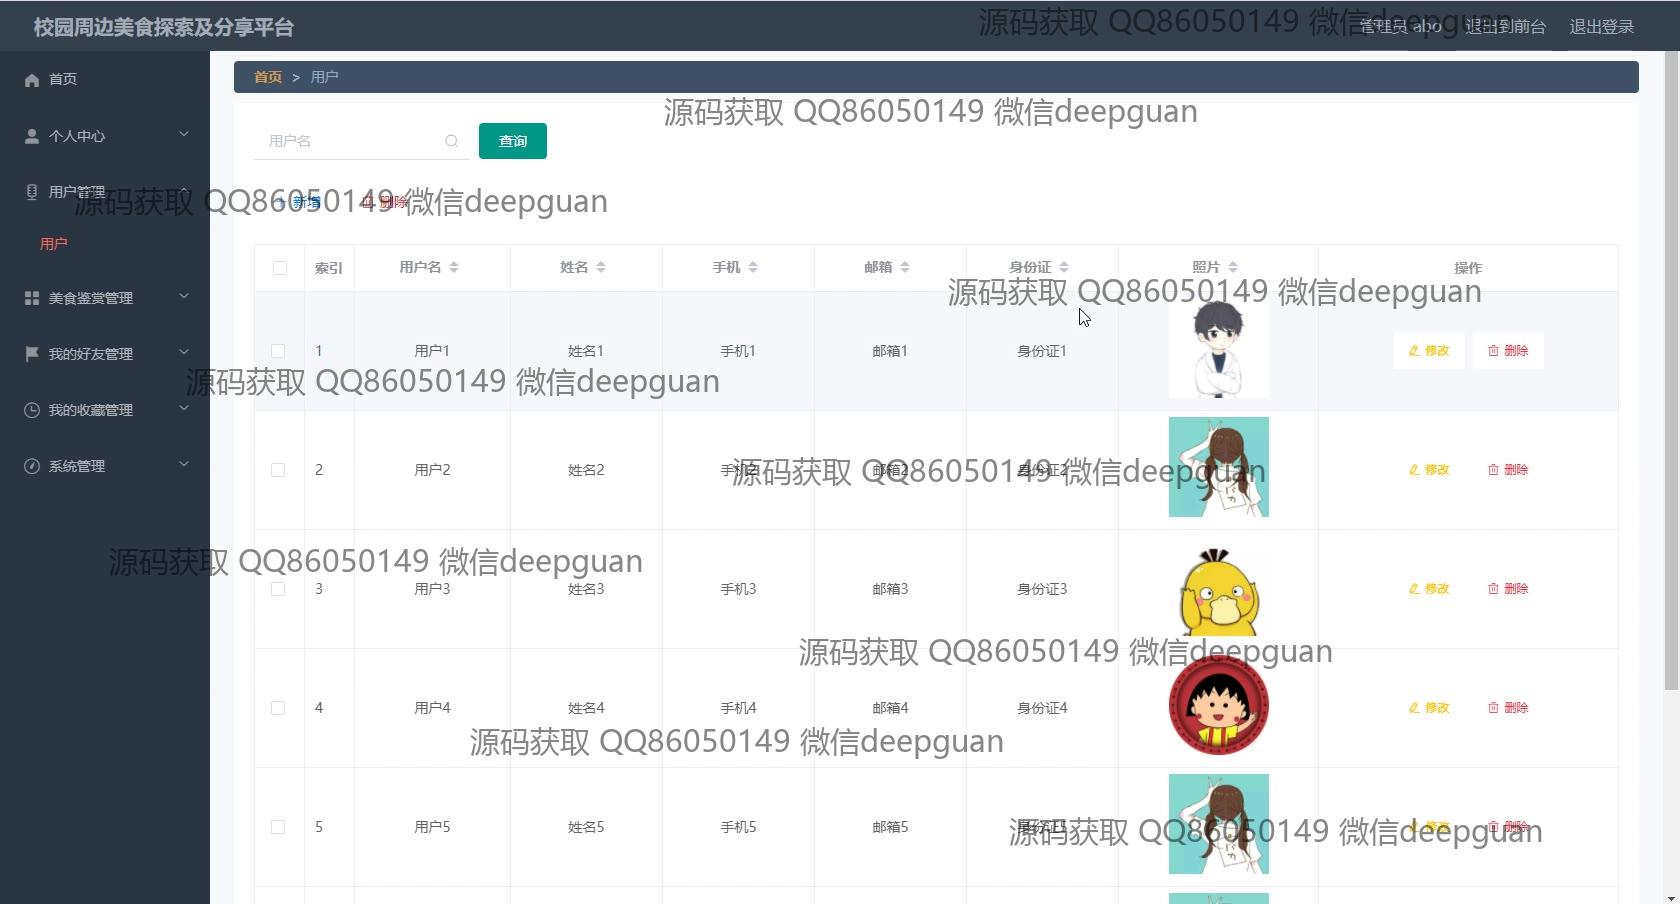 校园周边美食探索及分享平台
源码获取 QQ86050149 微信deepguan
管理员 abo 退出到前台 退出登录
首页
个人中心
用户管理
用户
美食鉴赏管理
我的好友管理
我的收藏管理
系统管理
首页 > 用户
源码获取 QQ86050149 微信deepguan
用户名 查询
源码获取 QQ86050149 微信deepguan
+ 新增 删除
索引 用户名 姓名 手机 邮箱 身份证 照片 操作
源码获取 QQ86050149 微信deepguan
1 用户1 姓名1 手机1 邮箱1 身份证1 修改 删除
源码获取 QQ86050149 微信deepguan
2 用户2 姓名2 手机2 邮箱2 身份证2 修改 删除
源码获取 QQ86050149 微信deepguan
源码获取 QQ86050149 微信deepguan
3 用户3 姓名3 手机3 邮箱3 身份证3 修改 删除
源码获取 QQ86050149 微信deepguan
4 用户4 姓名4 手机4 邮箱4 身份证4 修改 删除
源码获取 QQ86050149 微信deepguan
5 用户5 姓名5 手机5 邮箱5 身份证5 修改 删除
源码获取 QQ86050149 微信deepguan